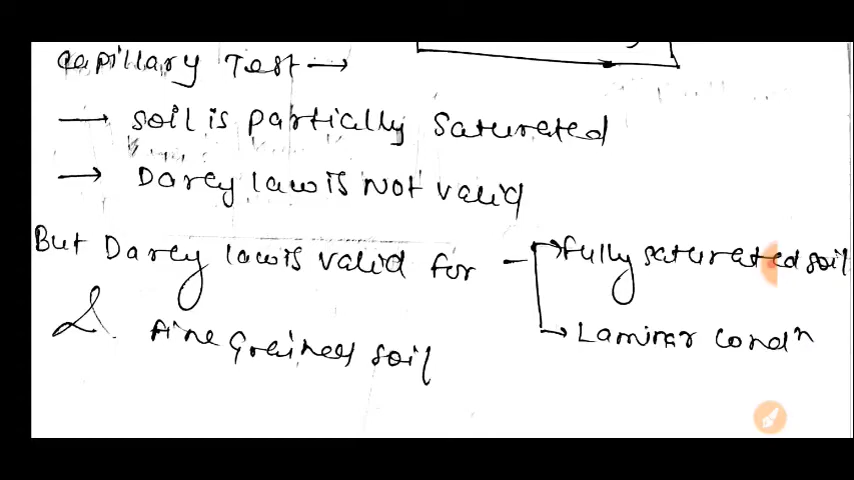 capillary Test →
→ soil is partially saturated
→ Darcy law is Not valid
But Darcy law is valid for – → fully saturated soil
→ Laminar condn
&. fine grained soil